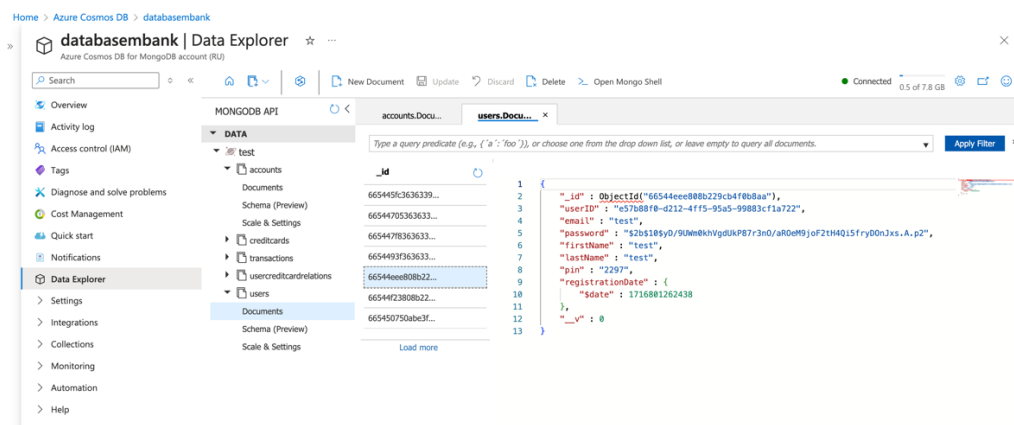 Home > Azure Cosmos DB > databasembank
databasembank | Data Explorer
Azure Cosmos DB for MongoDB account (RU)
Search
Overview
Activity log
Access control (IAM)
Tags
Diagnose and solve problems
Cost Management
Quick start
Notifications
Data Explorer
Settings
Integrations
Collections
Monitoring
Automation
Help
New Document
Update
Discard
Delete
Open Mongo Shell
Connected
0.5 of 7.8 GB
MONGODB API
DATA
test
accounts
Documents
Schema (Preview)
Scale & Settings
creditcards
transactions
usercreditcardrelations
users
Documents
Schema (Preview)
Scale & Settings
accounts.Docu...
users.Docu...
Type a query predicate (e.g., {´a´:´foo´}), or choose one from the drop down list, or leave empty to query all documents.
Apply Filter
_id
665445fc3636339...
66544705363633...
665447f8363633...
6654493f363633...
66544eee808b22...
66544f23808b22...
665450750abe3f...
Load more
1 {
2 "_id" : ObjectId("66544eee808b229cb4f0b8aa"),
3 "userID" : "e57b88f0-d212-4ff5-95a5-99883cf1a722",
4 "email" : "test",
5 "password" : "$2b$10$yD/9UWm0khVgdUkP87r3nO/aROeM9joF2tH4Qi5fryDOnJxs.A.p2",
6 "firstName" : "test",
7 "lastName" : "test",
8 "pin" : "2297",
9 "registrationDate" : {
10 "$date" : 1716801262438
11 },
12 "__v" : 0
13 }